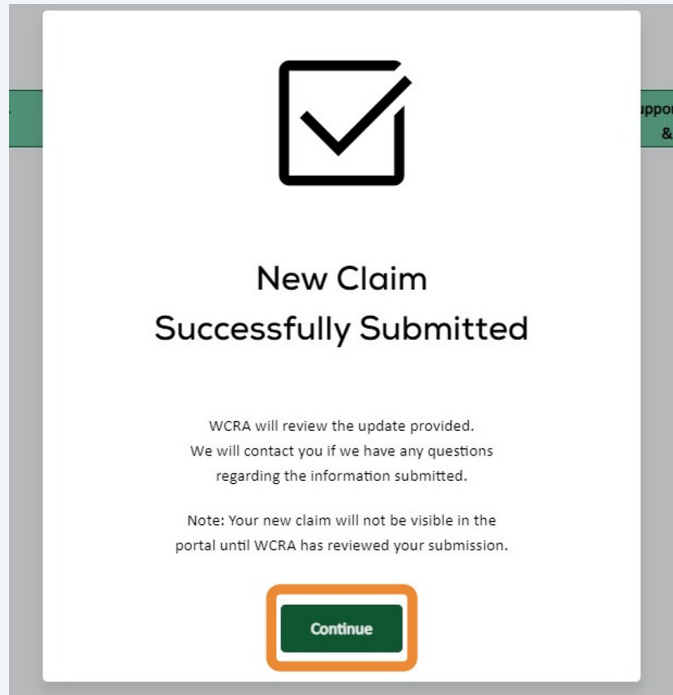 &
New Claim
Successfully Submitted
WCRA will review the update provided.
We will contact you if we have any questions
regarding the information submitted.
Note: Your new claim will not be visible in the
portal until WCRA has reviewed your submission.
Continue